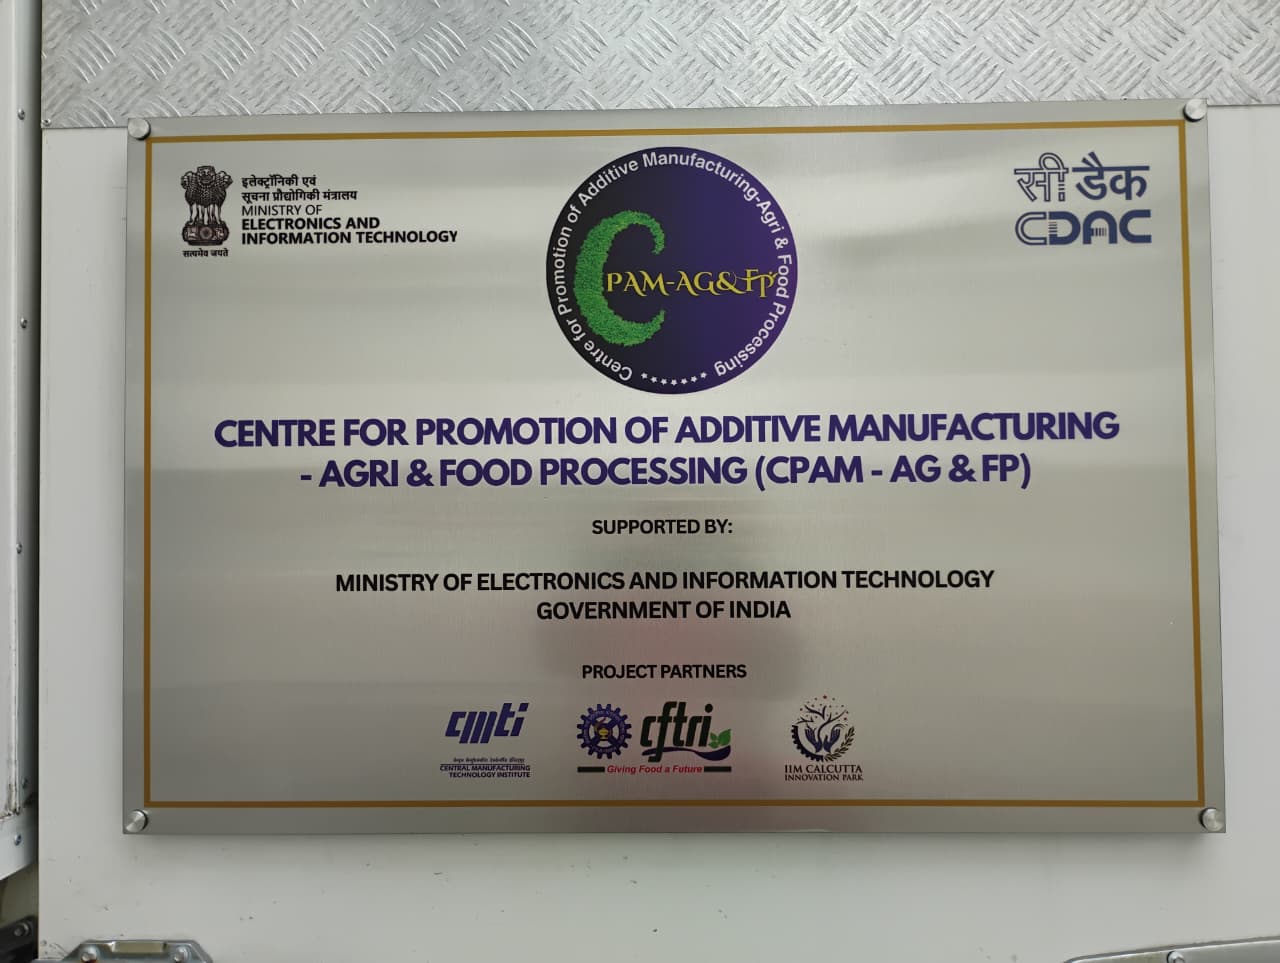 इलेक्ट्रॉनिकी एवं
सूचना प्रौद्योगिकी मंत्रालय
MINISTRY OF
ELECTRONICS AND
INFORMATION TECHNOLOGY
सत्यमेव जयते
Centre for Promotion of Additive Manufacturing-Agri & Food Processing
CPAM-AG&FP
सी डैक
CDAC
CENTRE FOR PROMOTION OF ADDITIVE MANUFACTURING
- AGRI & FOOD PROCESSING (CPAM - AG & FP)
SUPPORTED BY:
MINISTRY OF ELECTRONICS AND INFORMATION TECHNOLOGY
GOVERNMENT OF INDIA
PROJECT PARTNERS
cmti
CENTRAL MANUFACTURING
TECHNOLOGY INSTITUTE
cftri
Giving Food a Future
IIM CALCUTTA
INNOVATION PARK